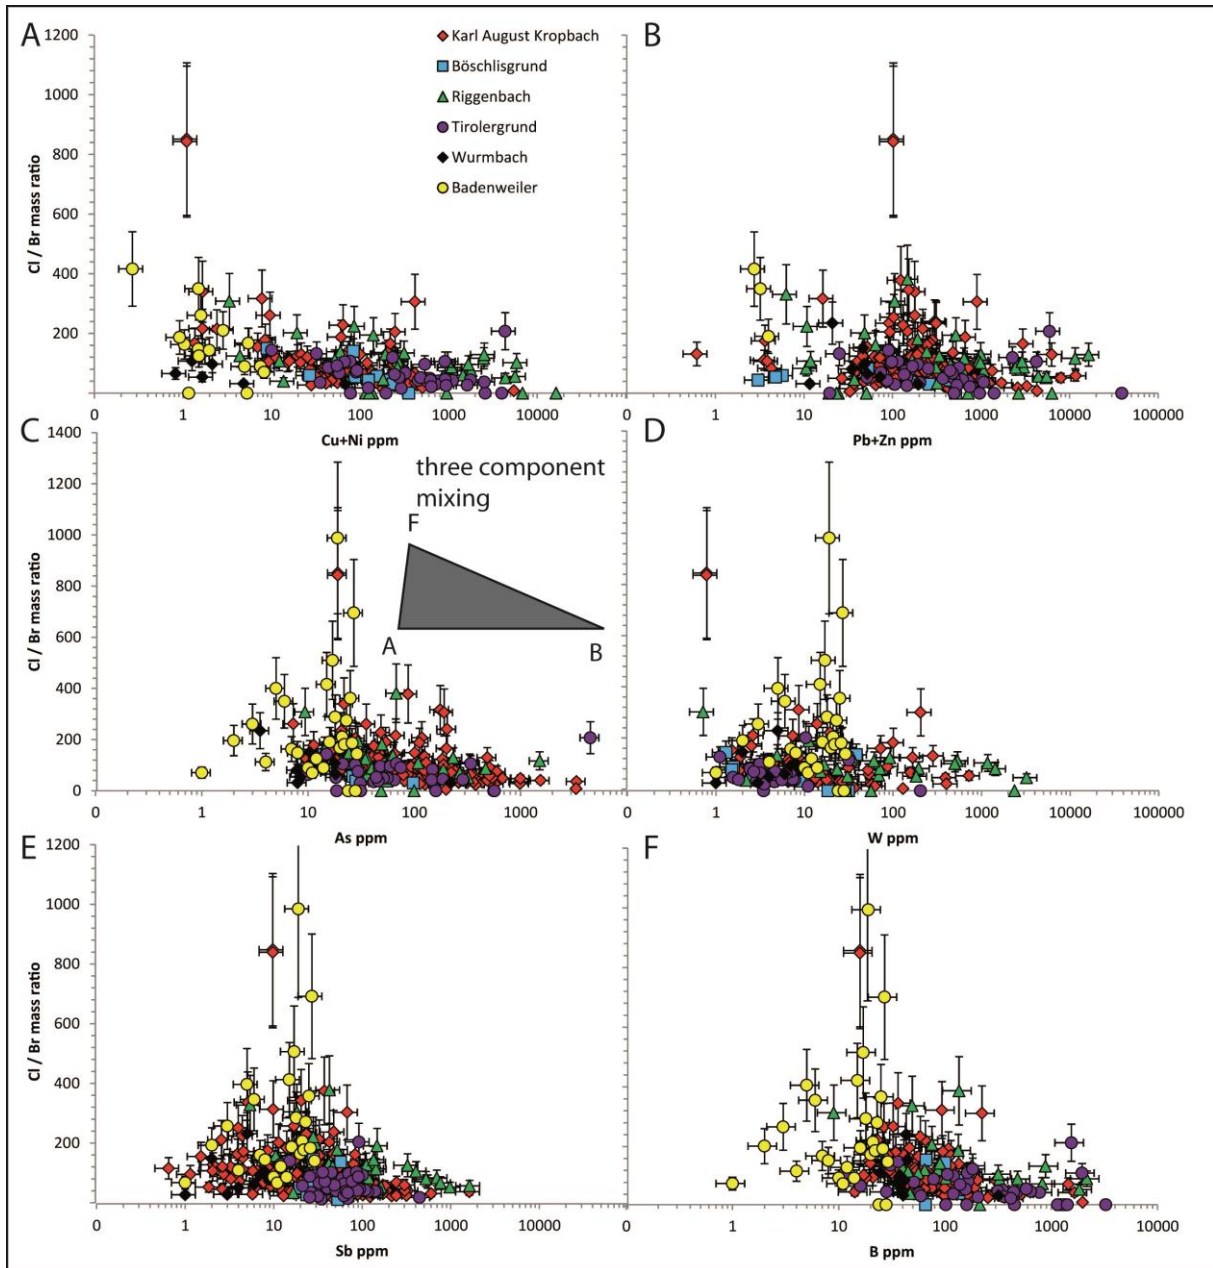 A
1200
1000
800
600
400
200
0
Cl / Br mass ratio
Karl August Kropbach
Böschlisgrund
Riggenbach
Tirolergrund
Wurmbach
Badenweiler
0 1 10 100 1000 10000
Cu+Ni ppm
B
0 1 10 100 1000 10000 100000
Pb+Zn ppm
C
1400
1200
1000
800
600
400
200
0
Cl / Br mass ratio
three component
mixing
F
A
B
0 1 10 100 1000
As ppm
D
0 1 10 100 1000 10000 100000
W ppm
E
1200
1000
800
600
400
200
0
Cl / Br mass ratio
0 1 10 100 1000 10000
Sb ppm
F
0 1 10 100 1000 10000
B ppm